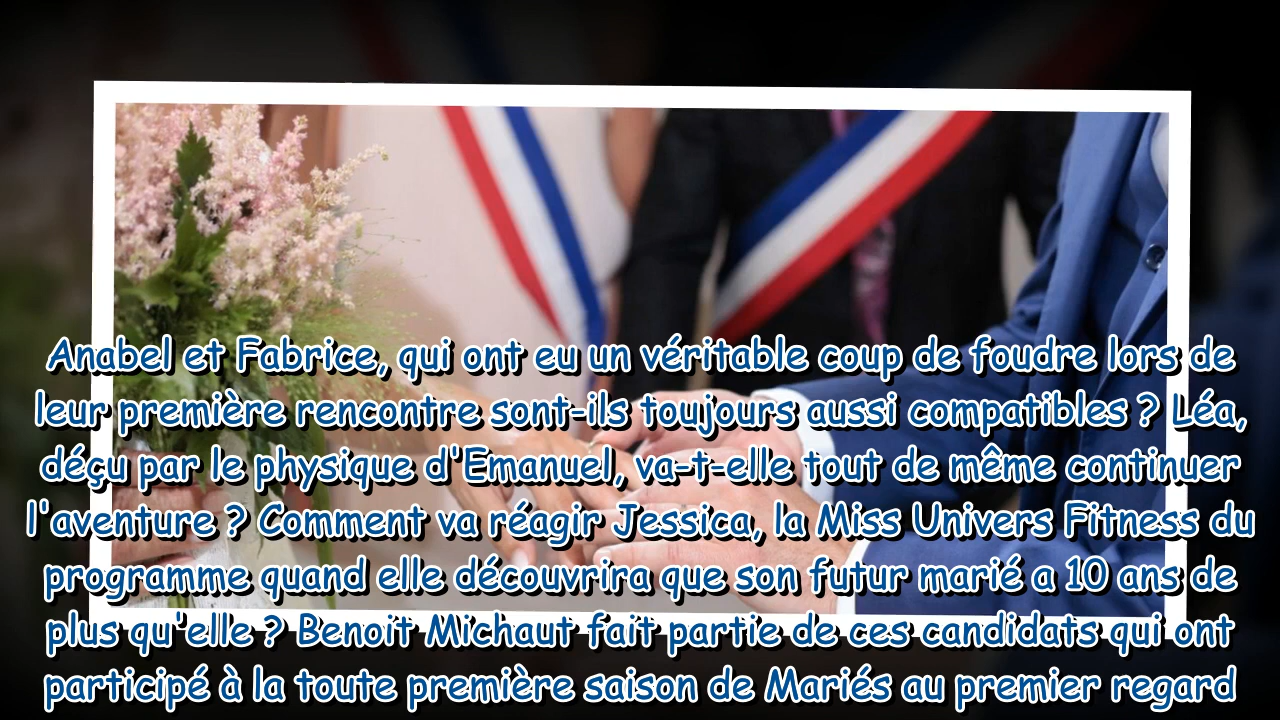 Anabel et Fabrice, qui ont eu un véritable coup de foudre lors de
leur première rencontre sont-ils toujours aussi compatibles ? Léa,
déçu par le physique d'Emanuel, va-t-elle tout de même continuer
l'aventure ? Comment va réagir Jessica, la Miss Univers Fitness du
programme quand elle découvrira que son futur marié a 10 ans de
plus qu'elle ? Benoit Michaut fait partie de ces candidats qui ont
participé à la toute première saison de Mariés au premier regard